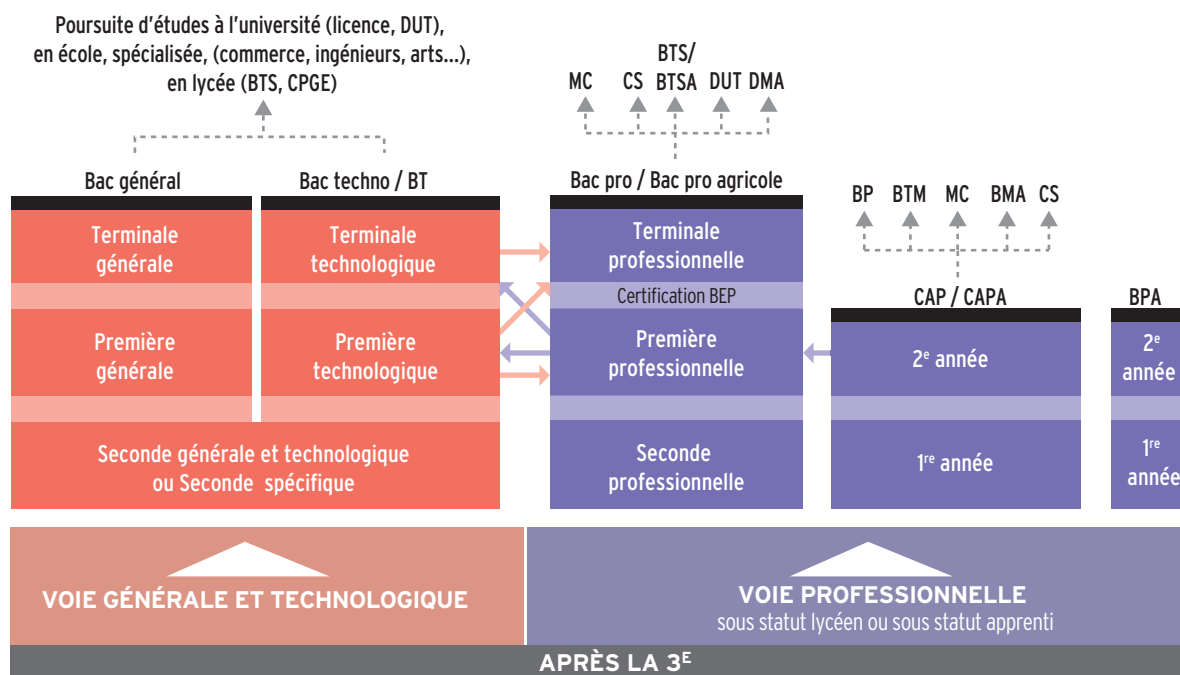 Poursuite d'études à l'université (licence, DUT),
en école, spécialisée, (commerce, ingénieurs, arts...),
en lycée (BTS, CPGE)
BTS/
MC CS BTSA DUT DMA
Bac général
Bac techno / BT
Bac pro / Bac pro agricole
BP BTM MC BMA CS
Terminale
générale
Terminale
technologique
Terminale
professionnelle
Certification BEP
CAP / CAPA
BPA
Première
générale
Première
technologique
Première
professionnelle
2e année
2e
année
Seconde générale et technologique
ou Seconde spécifique
Seconde
professionnelle
1re année
1re
année
VOIE GÉNÉRALE ET TECHNOLOGIQUE
VOIE PROFESSIONNELLE
sous statut lycéen ou sous statut apprenti
APRÈS LA 3E